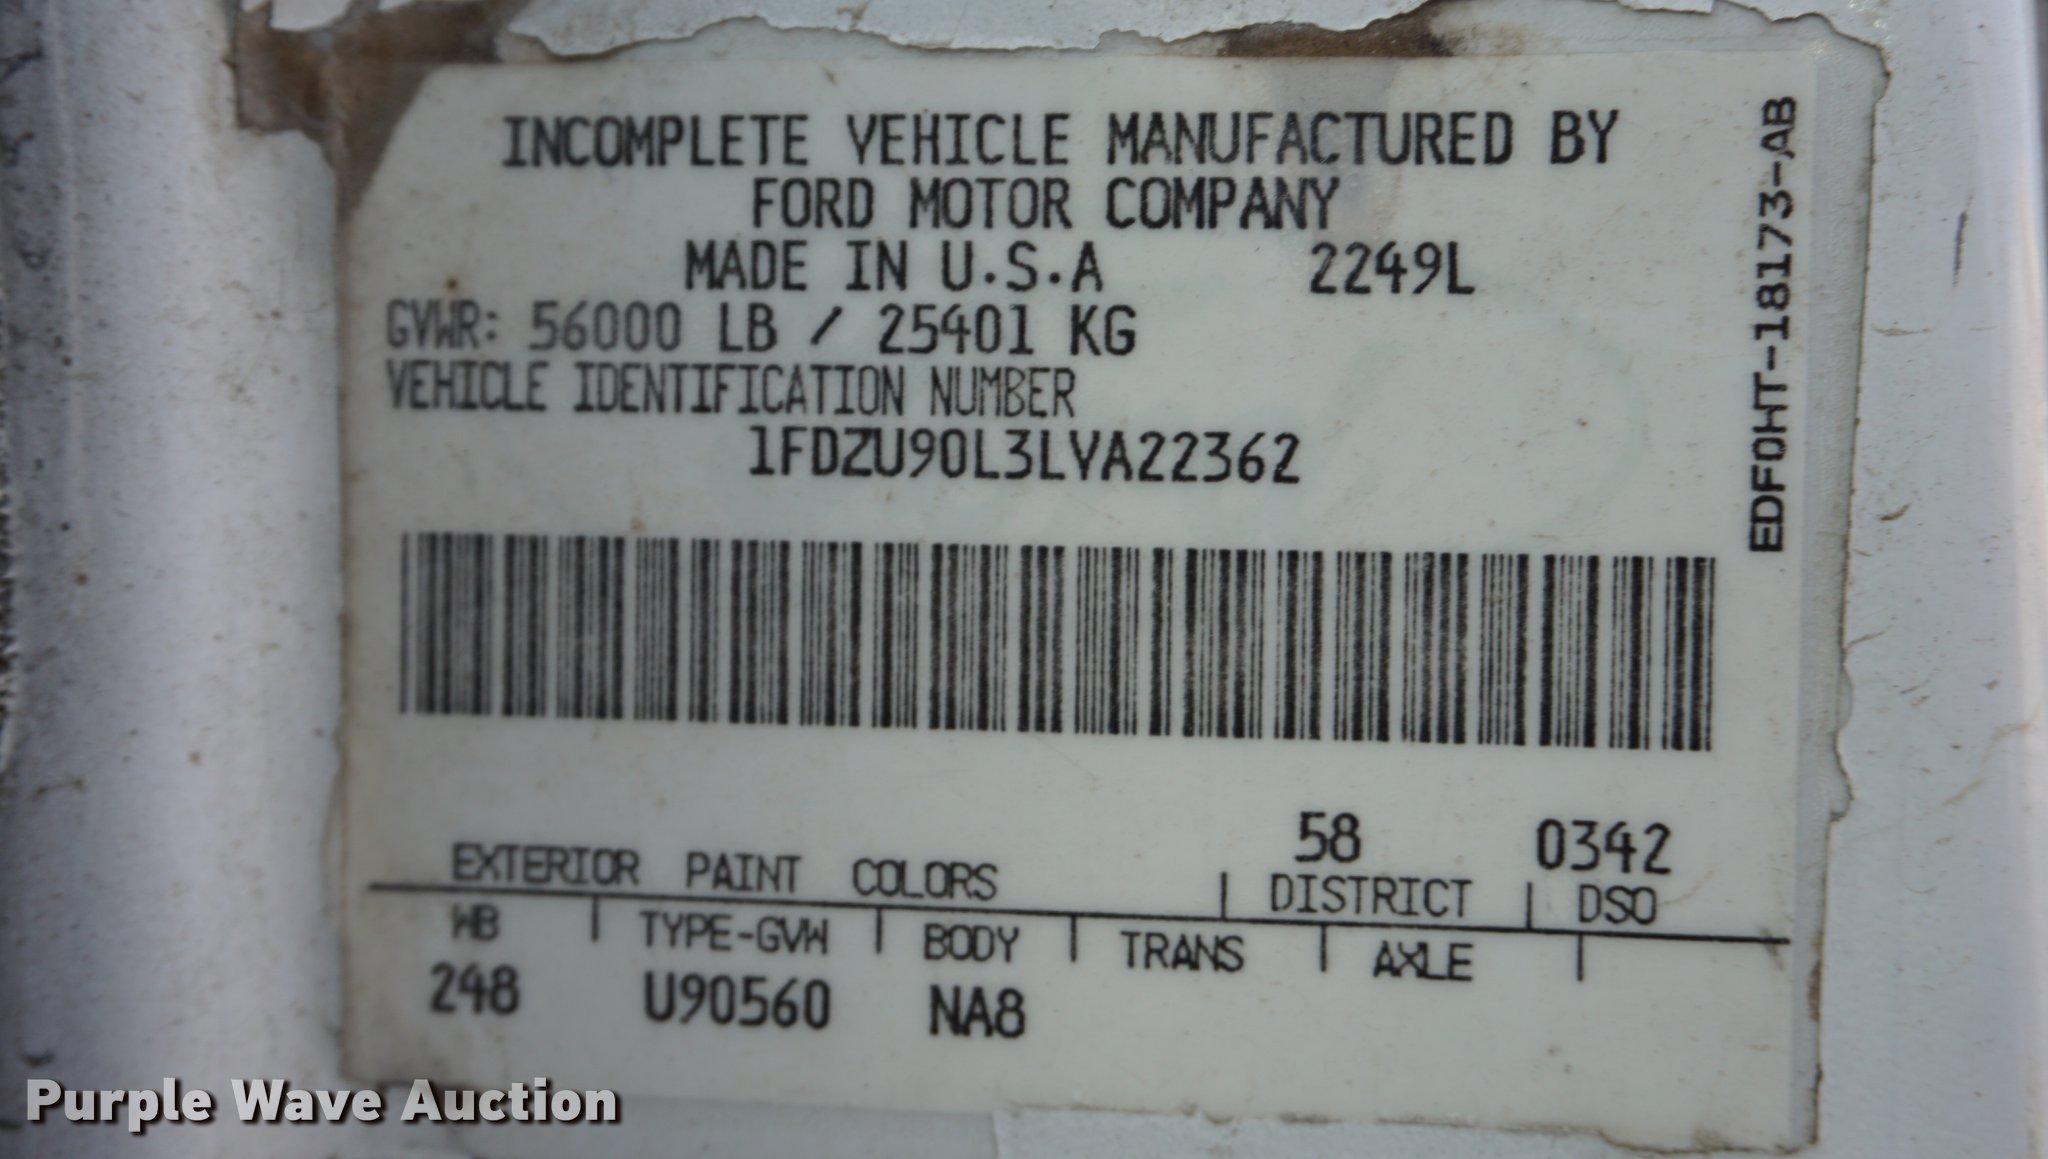 INCOMPLETE VEHICLE MANUFACTURED BY
FORD MOTOR COMPANY
MADE IN U.S.A 2249L
GVWR: 56000 LB / 25401 KG
VEHICLE IDENTIFICATION NUMBER
1FDZU90L3LVA22362
EDF0HT-18173-AB
58 0342
EXTERIOR PAINT COLORS DISTRICT DSO
WB TYPE-GVW BODY TRANS AXLE
248 U90560 NA8
Purple Wave Auction